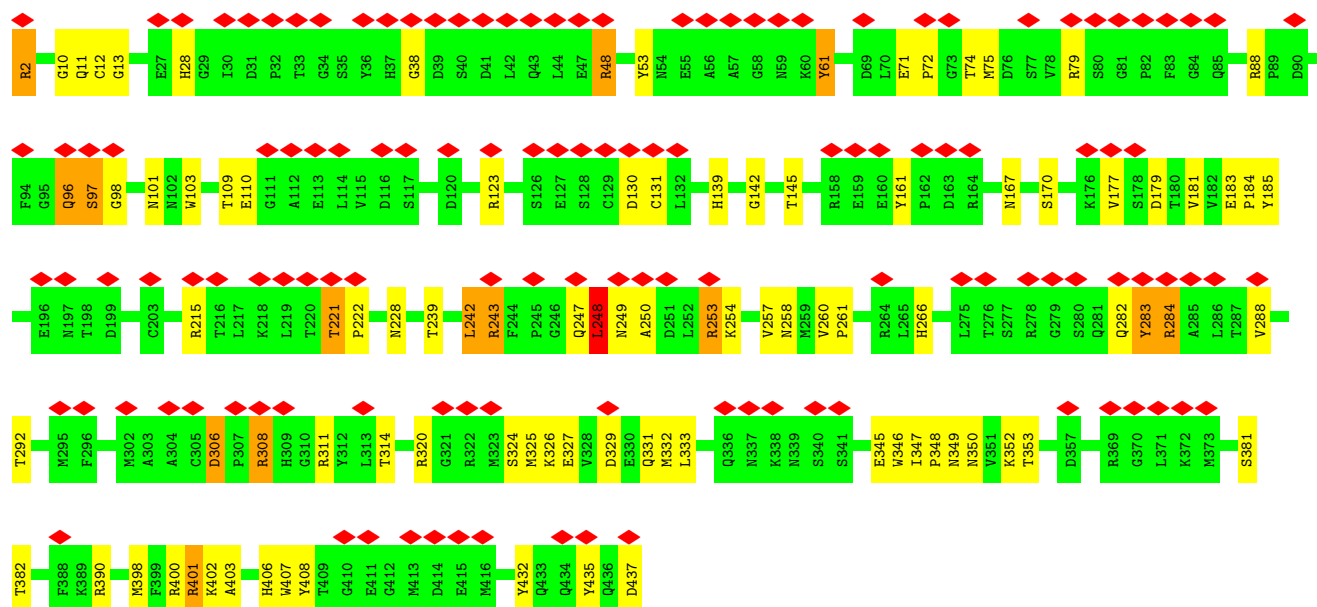 R2 G10 Q11 C12 G13 E27 H28 G29 I30 D31 P32 T33 G34 S35 Y36 H37 G38 D39 S40 D41 L42 Q43 L44 E47 R48 Y53 N54 E55 A56 A57 G58 N59 K60 Y61 D69 L70 E71 P72 G73 T74 M75 D76 S77 V78 R79 S80 G81 P82 F83 G84 Q85 R88 P89 D90
F94 G95 Q96 S97 G98 N101 N102 W103 T109 E110 G111 A112 E113 L114 V115 D116 S117 D120 R123 S126 E127 S128 C129 D130 C131 L132 H139 G142 T145 R158 E159 E160 Y161 P162 D163 R164 N167 S170 K176 V177 S178 D179 T180 V181 V182 E183 P184 Y185
E196 N197 T198 D199 C203 R215 T216 L217 K218 L219 T220 T221 P222 N228 T239 L242 R243 F244 P245 G246 Q247 L248 N249 A250 D251 L252 R253 K254 V257 N258 M259 V260 P261 R264 L265 H266 L275 T276 S277 R278 G279 S280 Q281 Q282 Y283 R284 A285 L286 T287 V288
T292 M295 F296 M302 A303 A304 C305 D306 P307 R308 H309 G310 R311 Y312 L313 T314 R320 G321 R322 M323 S324 M325 K326 E327 V328 D329 E330 Q331 M332 L333 Q336 N337 K338 N339 S340 S341 E345 W346 I347 P348 N349 N350 V351 K352 T353 D357 R369 G370 L371 K372 M373 S381
T382 F388 K389 R390 M398 F399 R400 R401 K402 A403 H406 W407 Y408 T409 G410 E411 G412 M413 D414 E415 M416 Y432 Q433 Q434 Y435 Q436 D437